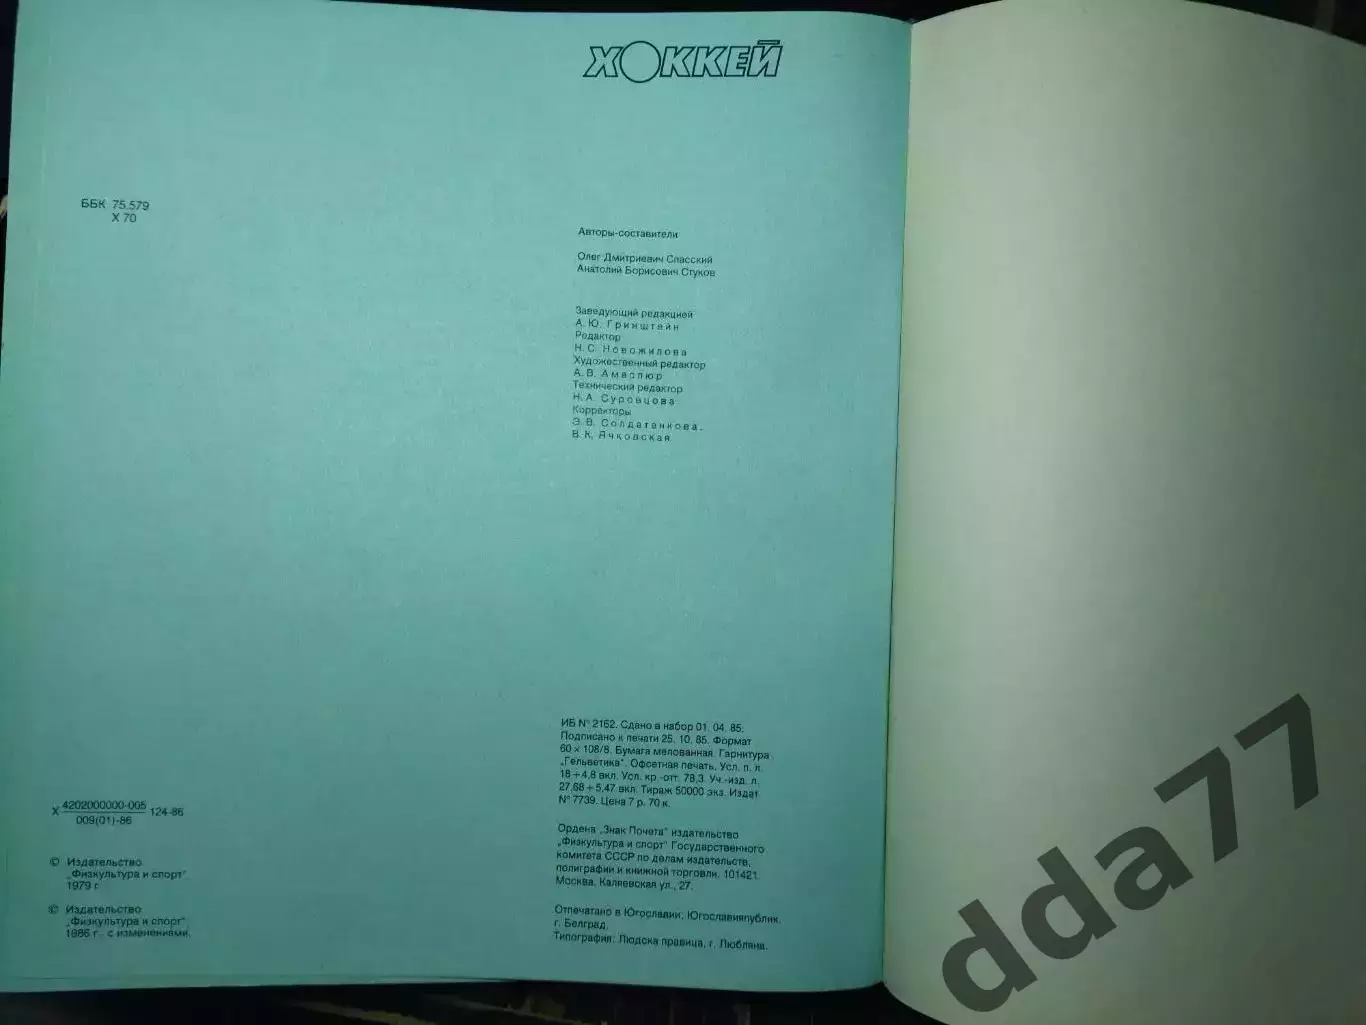 ХОККЕЙ
ББК 75.579
Х 70
Авторы-составители
Олег Дмитриевич Спасский
Анатолий Борисович Стуков
Заведующий редакцией
А. Ю. Гринштейн
Редактор
Н. С. Новожилова
Художественный редактор
А. В. Амаспюр
Технический редактор
Н. А. Суровцова
Корректоры
Э. В. Солдатенкова,
В. К. Ячковская
ИБ № 2162. Сдано в набор 01. 04. 85.
Подписано к печати 25. 10. 85. Формат
60 × 108/8. Бумага мелованная. Гарнитура
„Гельветика". Офсетная печать. Усл. п. л.
18 + 4,8 вкл. Усл. кр.-отт. 78,3. Уч.-изд. л.
27,68 + 5,47 вкл. Тираж 50000 экз. Издат.
№ 7739. Цена 7 р. 70 к.
Ордена „Знак Почета" издательство
„Физкультура и спорт" Государственного
комитета СССР по делам издательств,
полиграфии и книжной торговли. 101421.
Москва, Каляевская ул., 27.
Отпечатано в Югославии; Югославияпублик,
г. Белград.
Типография: Людска правица, г. Любляна.
Х 4202000000-005 124-86
009(01)-86
© Издательство
„Физкультура и спорт"
1979 г.
© Издательство
„Физкультура и спорт",
1986 г., с изменениями.
dda77